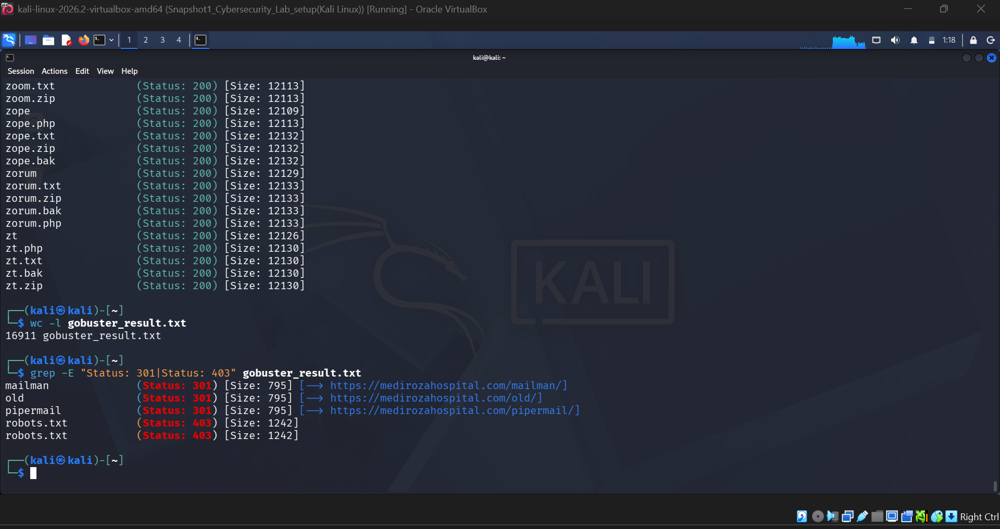 kali-linux-2026.2-virtualbox-amd64 (Snapshot1_Cybersecurity_Lab_setup(Kali Linux)) [Running] - Oracle VirtualBox
1 2 3 4 1:18
kali@kali: ~
Session Actions Edit View Help
zoom.txt (Status: 200) [Size: 12113]
zoom.zip (Status: 200) [Size: 12113]
zope (Status: 200) [Size: 12109]
zope.php (Status: 200) [Size: 12113]
zope.txt (Status: 200) [Size: 12132]
zope.zip (Status: 200) [Size: 12132]
zope.bak (Status: 200) [Size: 12132]
zorum (Status: 200) [Size: 12129]
zorum.txt (Status: 200) [Size: 12133]
zorum.zip (Status: 200) [Size: 12133]
zorum.bak (Status: 200) [Size: 12133]
zorum.php (Status: 200) [Size: 12133]
zt (Status: 200) [Size: 12126]
zt.php (Status: 200) [Size: 12130]
zt.txt (Status: 200) [Size: 12130]
zt.bak (Status: 200) [Size: 12130]
zt.zip (Status: 200) [Size: 12130]
KALI
┌──(kali㉿kali)-[~]
└─$ wc -l gobuster_result.txt
16911 gobuster_result.txt
┌──(kali㉿kali)-[~]
└─$ grep -E "Status: 301|Status: 403" gobuster_result.txt
mailman (Status: 301) [Size: 795] [--> https://medirozahospital.com/mailman/]
old (Status: 301) [Size: 795] [--> https://medirozahospital.com/old/]
pipermail (Status: 301) [Size: 795] [--> https://medirozahospital.com/pipermail/]
robots.txt (Status: 403) [Size: 1242]
robots.txt (Status: 403) [Size: 1242]
┌──(kali㉿kali)-[~]
└─$
Right Ctrl